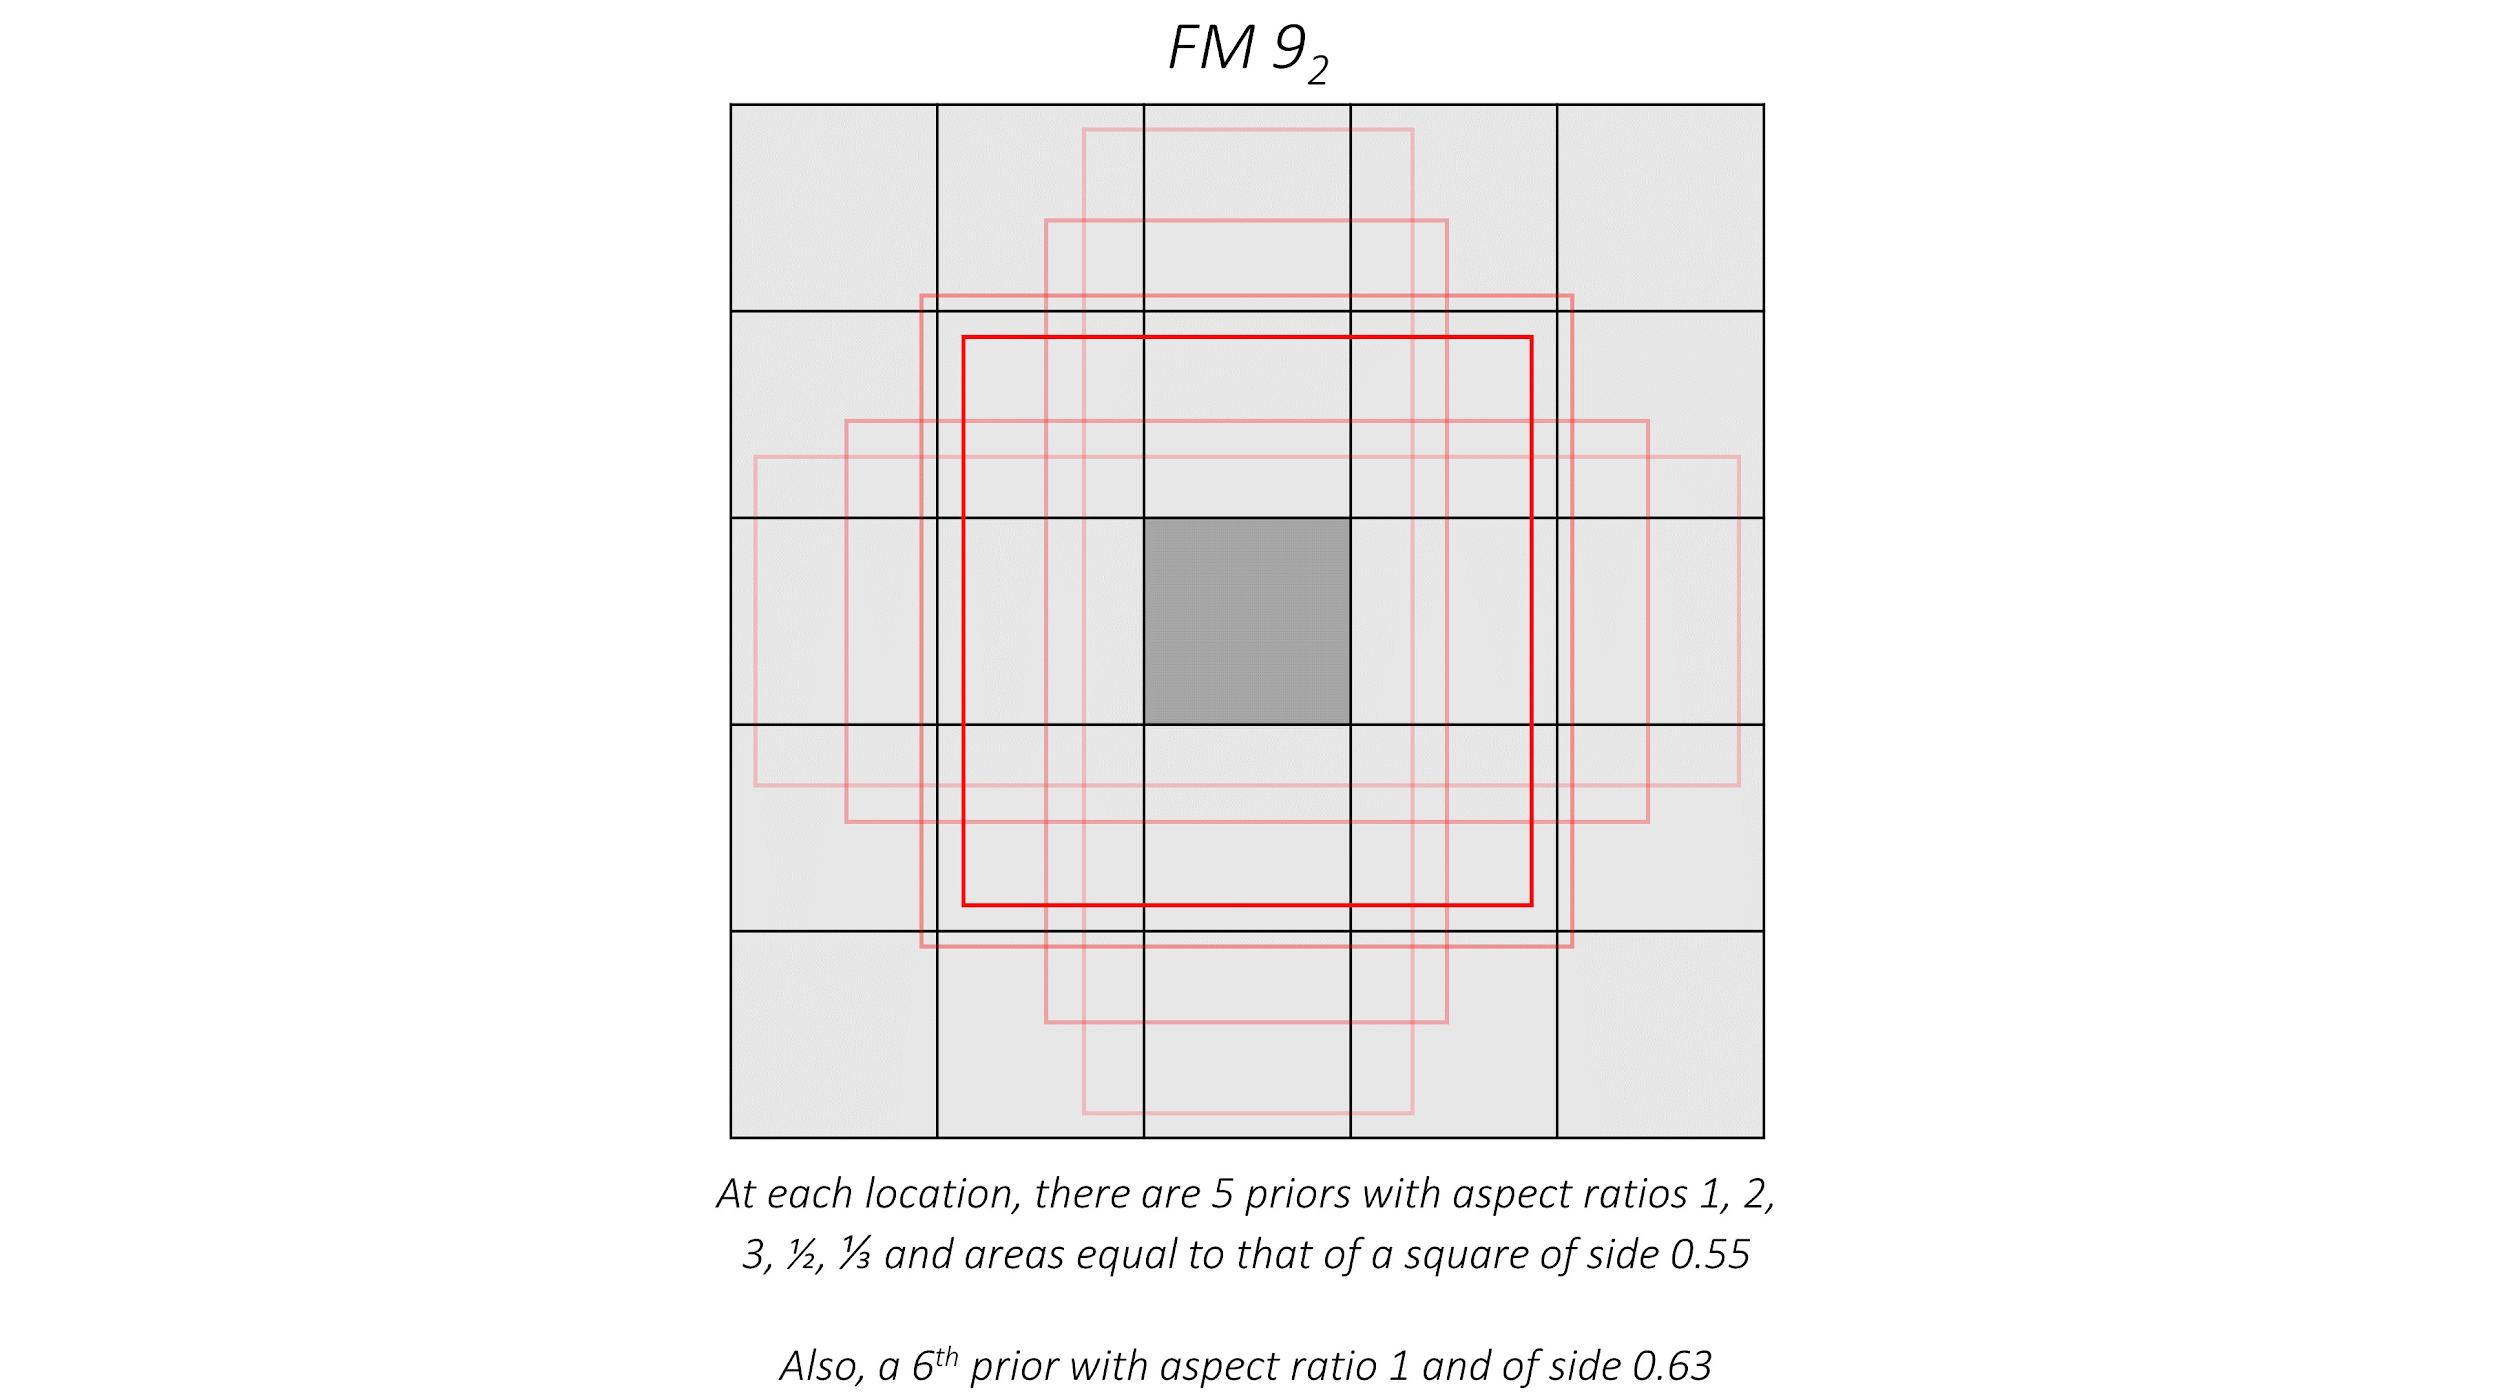 FM 9₂
At each location, there are 5 priors with aspect ratios 1, 2,
3, ½, ⅓ and areas equal to that of a square of side 0.55
Also, a 6ᵗʰ prior with aspect ratio 1 and of side 0.63